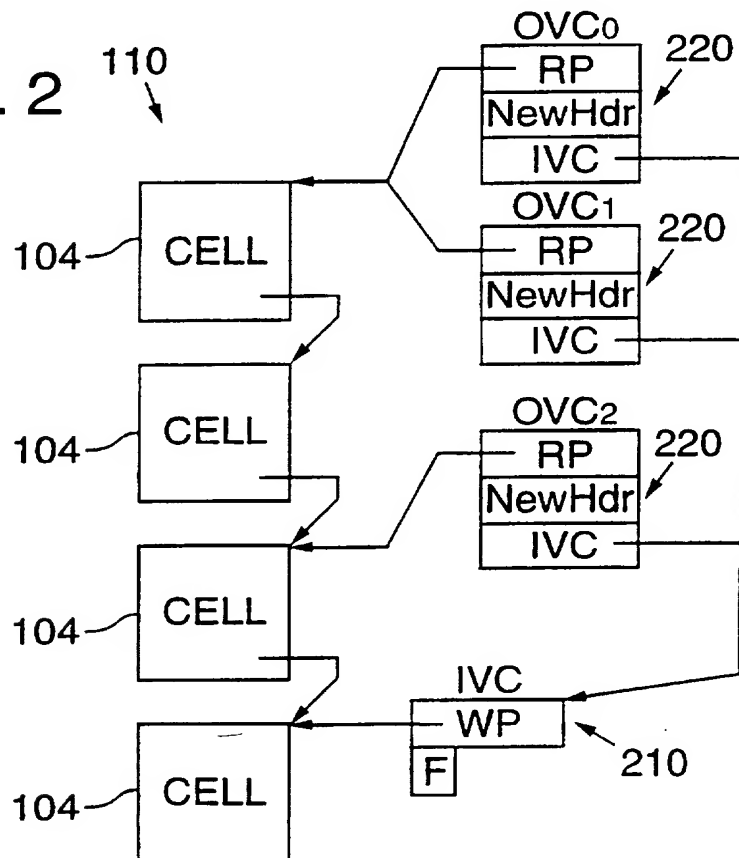 . 2
110
OVC0
RP
NewHdr
IVC
220
OVC1
RP
NewHdr
IVC
220
OVC2
RP
NewHdr
IVC
220
104
CELL
104
CELL
104
CELL
104
CELL
IVC
WP
F
210